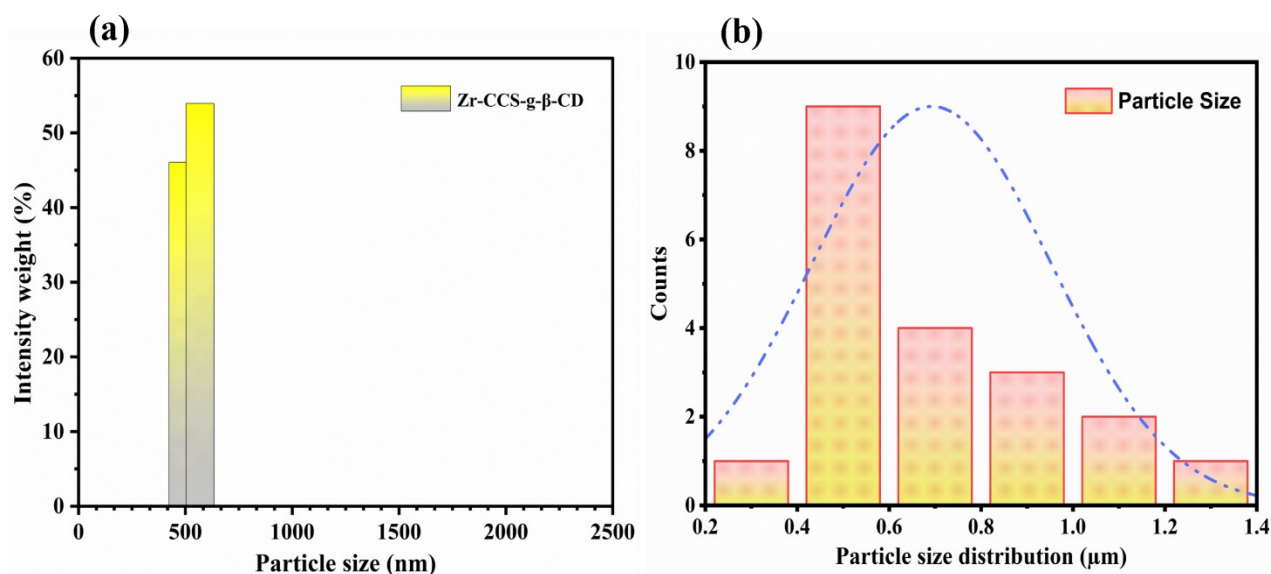 (a)
60
50
40
30
20
10
0
Intensity weight (%)
Zr-CCS-g-β-CD
0 500 1000 1500 2000 2500
Particle size (nm)
(b)
10
8
6
4
2
0
Counts
Particle Size
0.2 0.4 0.6 0.8 1.0 1.2 1.4
Particle size distribution (μm)